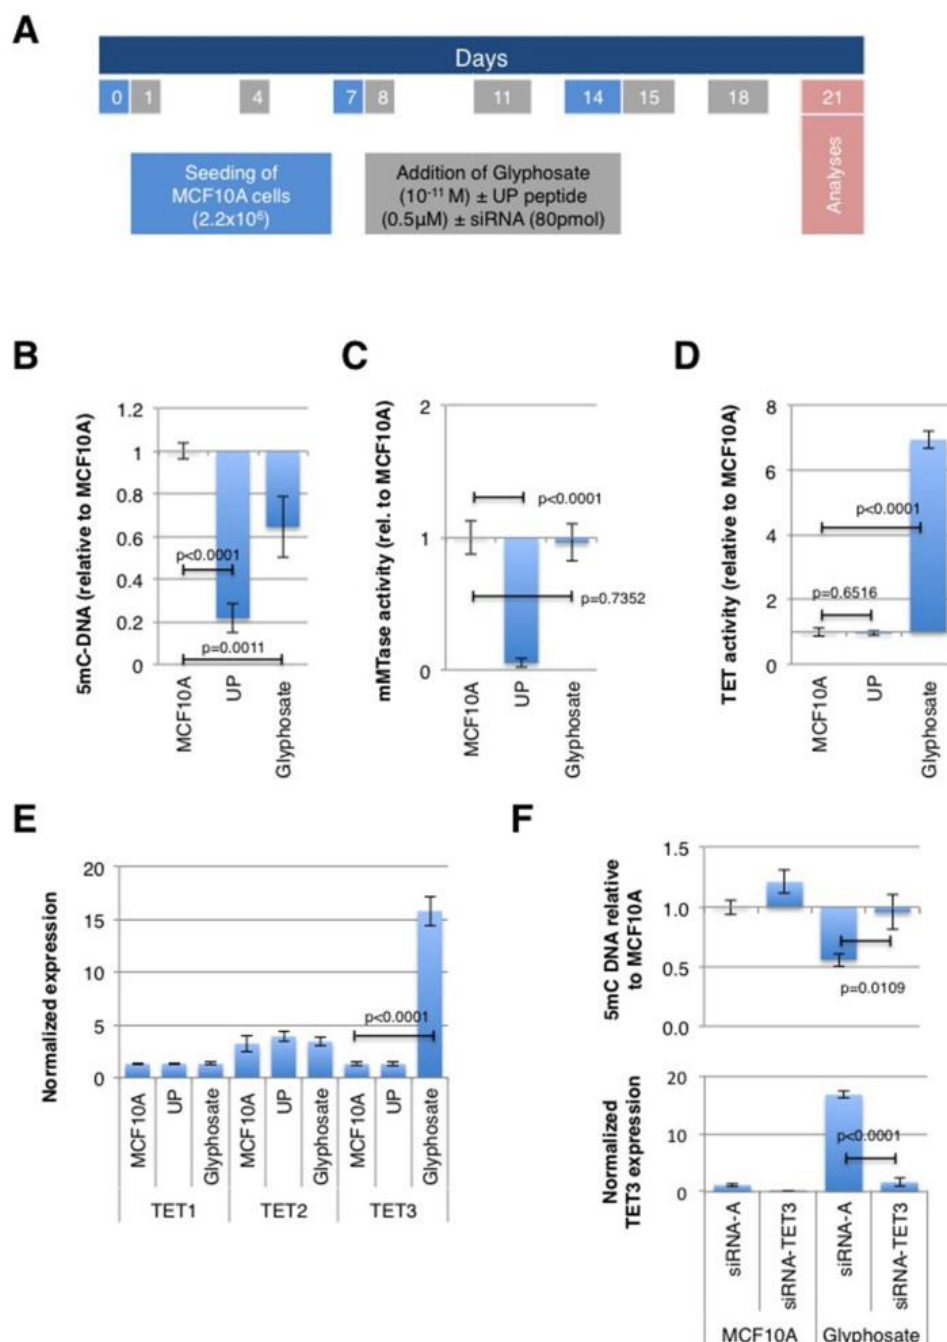 A
Days
0 1 4 7 8 11 14 15 18 21
Seeding of
MCF10A cells
(2.2x10⁶)
Addition of Glyphosate
(10⁻¹¹ M) ± UP peptide
(0.5µM) ± siRNA (80pmol)
Analyses
B
5mC-DNA (relative to MCF10A)
1.2
1
0.8
0.6
0.4
0.2
0
p<0.0001
p=0.0011
MCF10A
UP
Glyphosate
C
mMTase activity (rel. to MCF10A)
2
1
0
p<0.0001
p=0.7352
MCF10A
UP
Glyphosate
D
TET activity (relative to MCF10A)
8
6
4
2
0
p<0.0001
p=0.6516
MCF10A
UP
Glyphosate
E
Normalized expression
20
15
10
5
0
p<0.0001
MCF10A
UP
Glyphosate
MCF10A
UP
Glyphosate
MCF10A
UP
Glyphosate
TET1 TET2 TET3
F
5mC DNA relative
to MCF10A
1.5
1.0
0.5
0.0
p=0.0109
Normalized
TET3 expression
20
10
0
p<0.0001
siRNA-A
siRNA-TET3
siRNA-A
siRNA-TET3
MCF10A Glyphosate